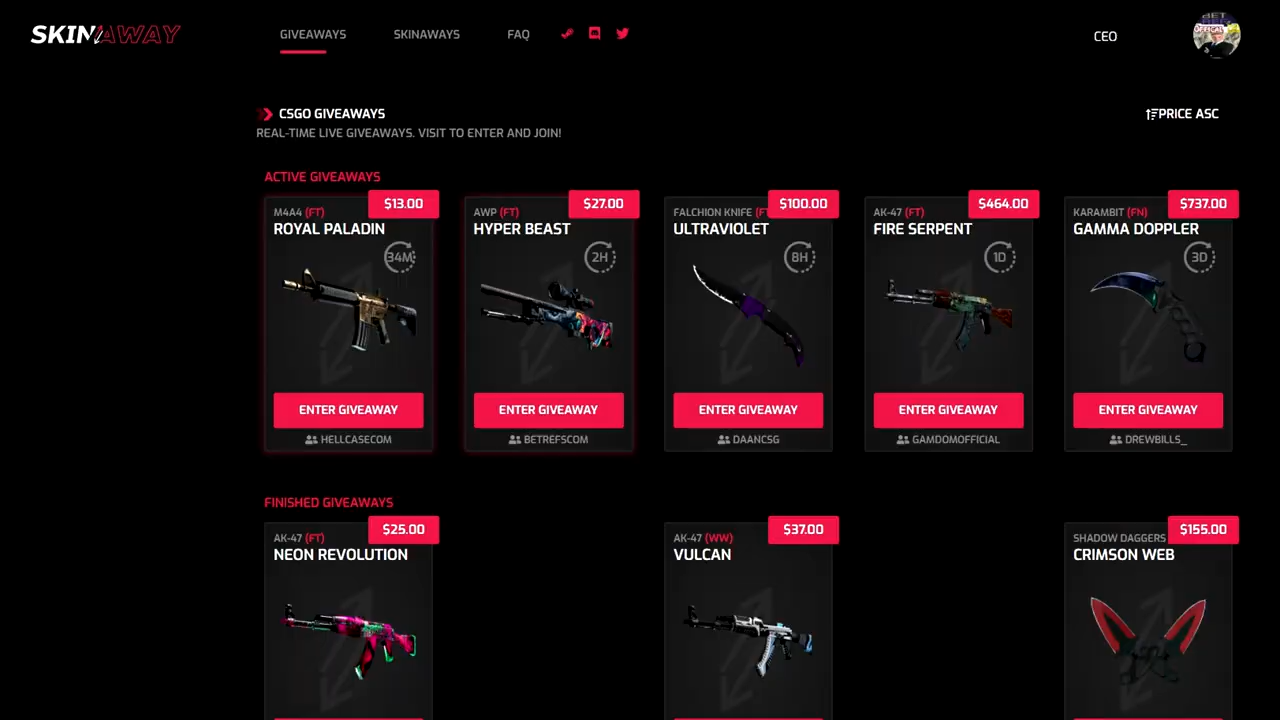 SKINAWAY
GIVEAWAYS
SKINAWAYS
FAQ
CEO
CSGO GIVEAWAYS
REAL-TIME LIVE GIVEAWAYS. VISIT TO ENTER AND JOIN!
PRICE ASC
ACTIVE GIVEAWAYS
$13.00
M4A4 (FT)
ROYAL PALADIN
34M
ENTER GIVEAWAY
HELLCASECOM
$27.00
AWP (FT)
HYPER BEAST
2H
ENTER GIVEAWAY
BETREFSCOM
$100.00
FALCHION KNIFE (FT
ULTRAVIOLET
8H
ENTER GIVEAWAY
DAANCSG
$464.00
AK-47 (FT)
FIRE SERPENT
1D
ENTER GIVEAWAY
GAMDOMOFFICIAL
$737.00
KARAMBIT (FN)
GAMMA DOPPLER
3D
ENTER GIVEAWAY
DREWBILLS_
FINISHED GIVEAWAYS
$25.00
AK-47 (FT)
NEON REVOLUTION
$37.00
AK-47 (WW)
VULCAN
$155.00
SHADOW DAGGERS
CRIMSON WEB